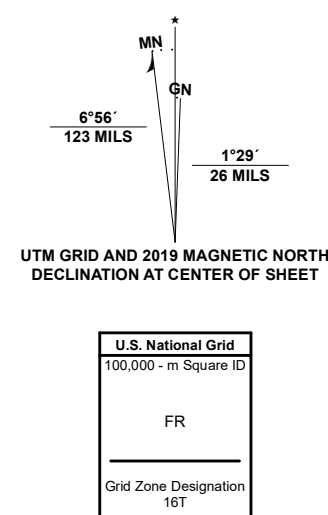 ★
MN
GN
6°56´
123 MILS
1°29´
26 MILS
UTM GRID AND 2019 MAGNETIC NORTH
DECLINATION AT CENTER OF SHEET
U.S. National Grid
100,000 - m Square ID
FR
Grid Zone Designation
16T